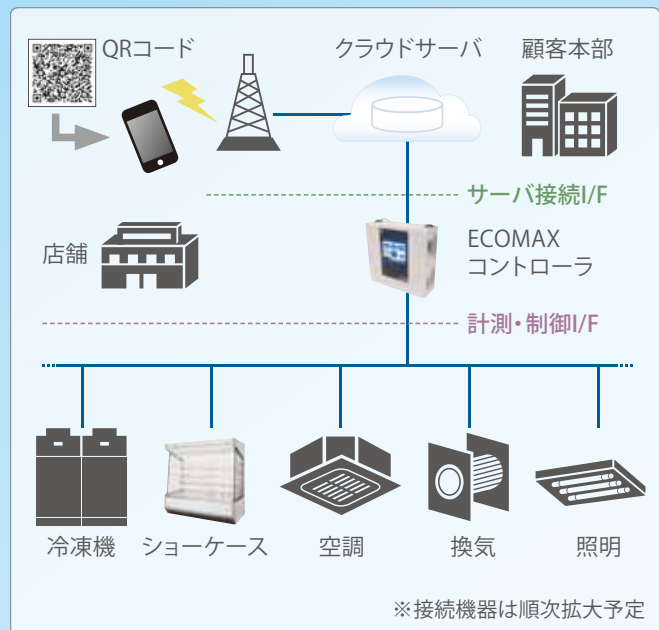 QRコード
クラウドサーバ
顧客本部
サーバ接続I/F
店舗
ECOMAX
コントローラ
計測・制御I/F
冷凍機
ショーケース
空調
換気
照明
※接続機器は順次拡大予定